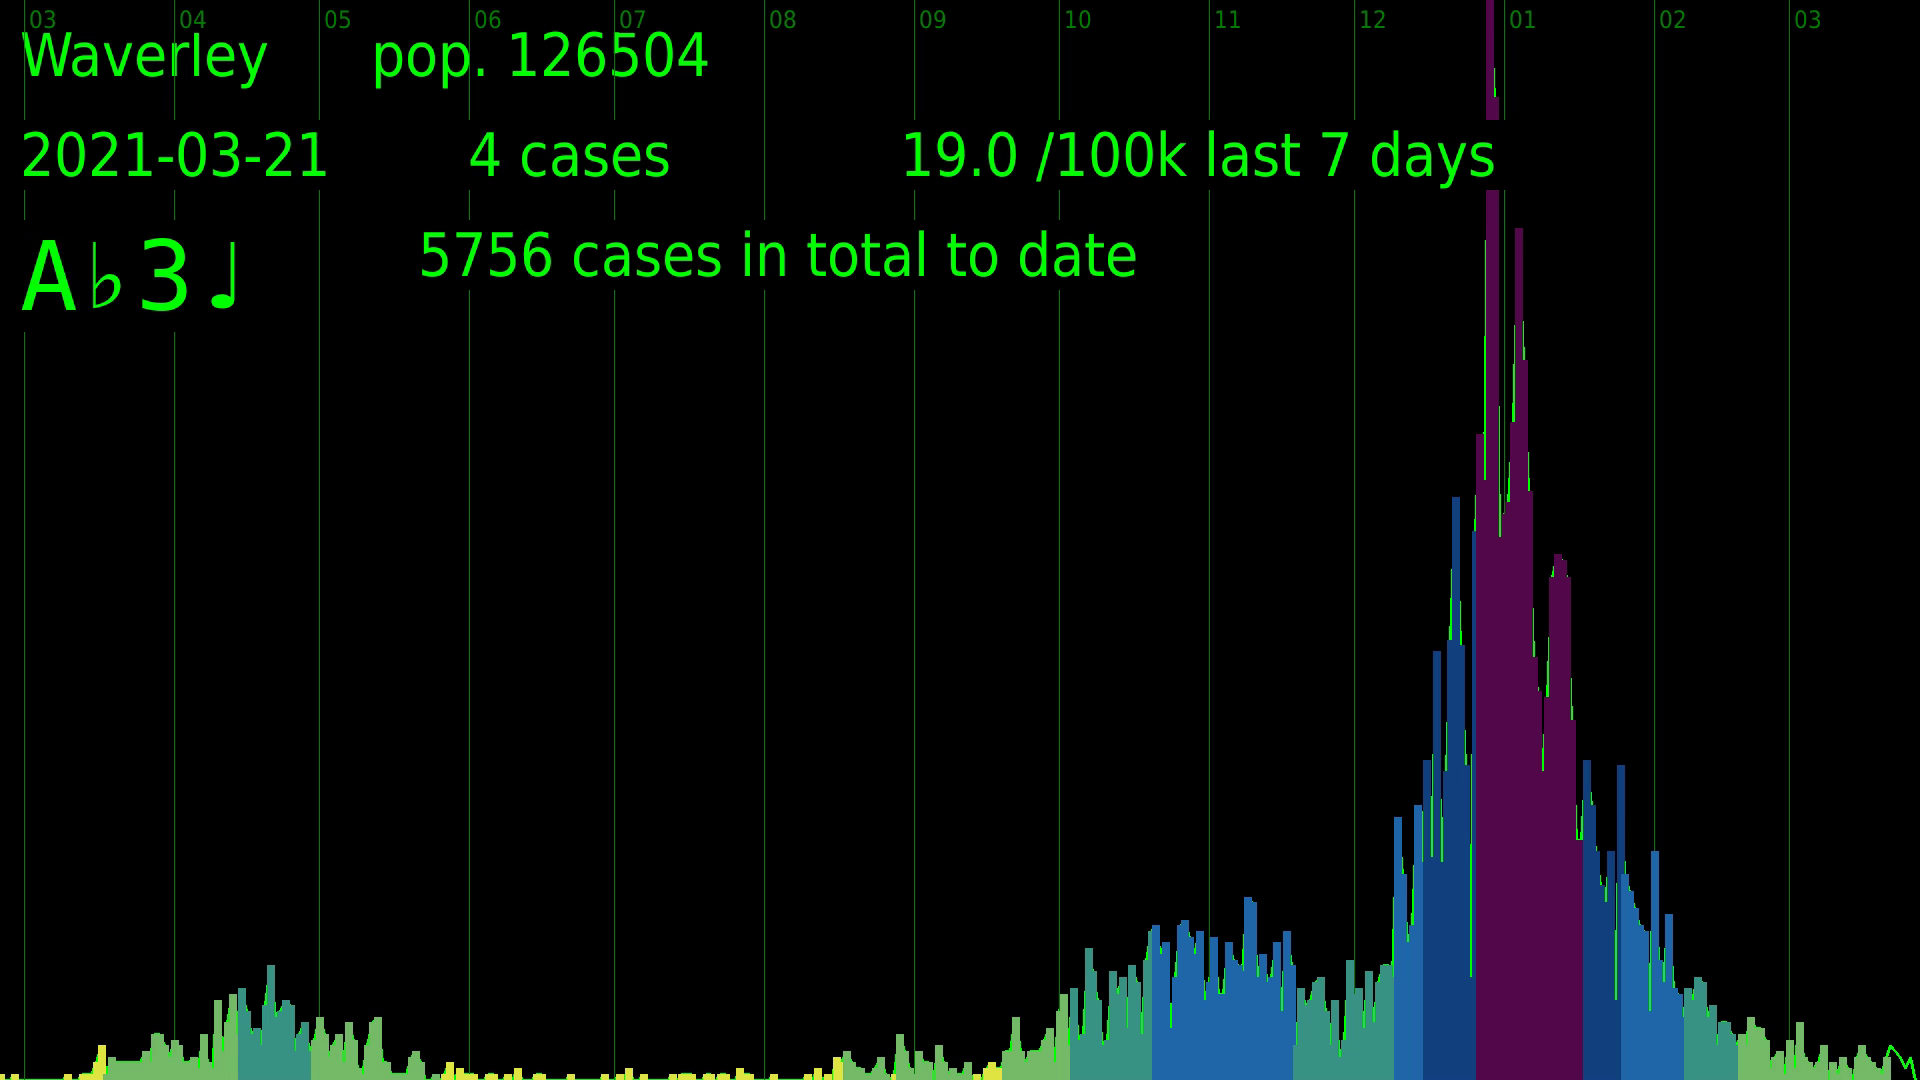 03 04 05 06 07 08 09 10 11 12 01 02 03
Waverley pop. 126504
2021-03-21 4 cases 19.0 /100k last 7 days
A♭3♩ 5756 cases in total to date